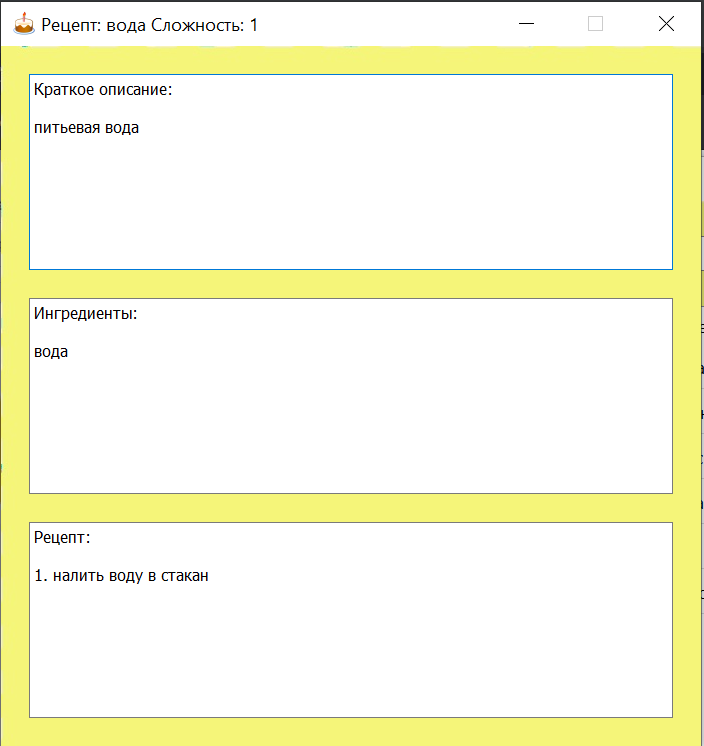 Рецепт: вода Сложность: 1
Краткое описание:
питьевая вода
Ингредиенты:
вода
Рецепт:
1. налить воду в стакан